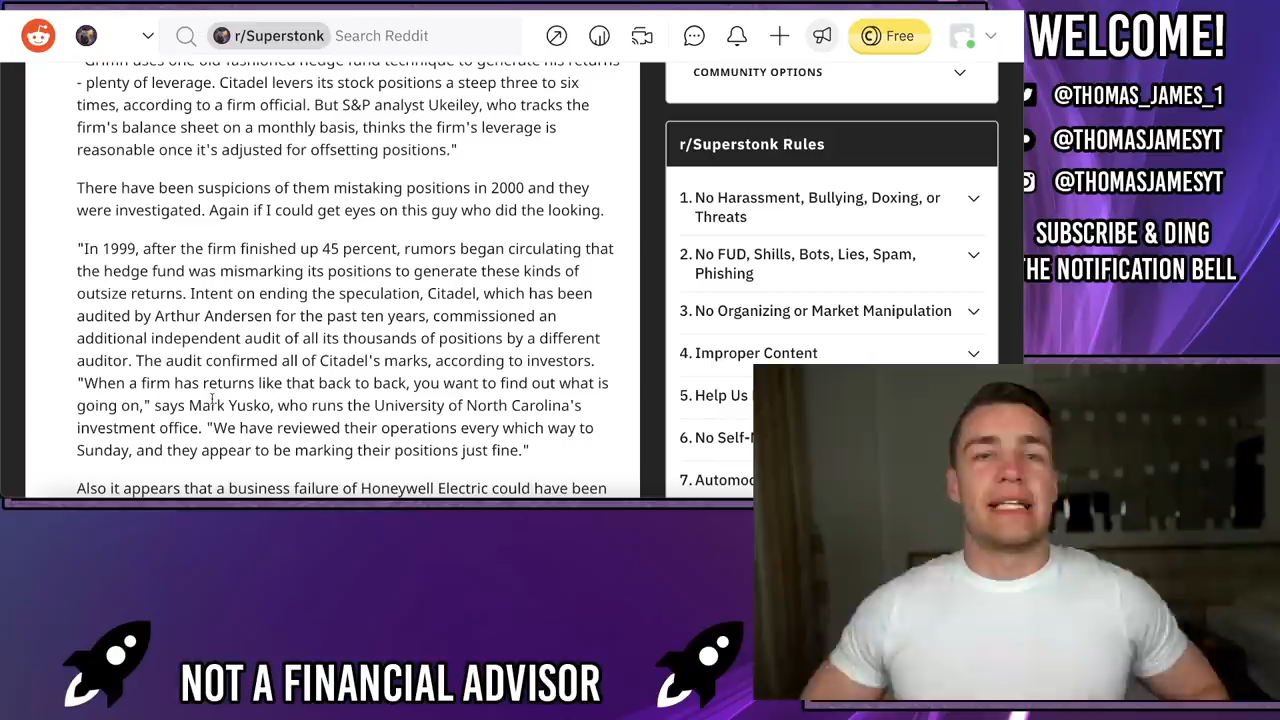 r/Superstonk
Search Reddit
Free
"Griffin uses one old-fashioned hedge fund technique to generate his returns
- plenty of leverage. Citadel levers its stock positions a steep three to six
times, according to a firm official. But S&P analyst Ukeiley, who tracks the
firm's balance sheet on a monthly basis, thinks the firm's leverage is
reasonable once it's adjusted for offsetting positions."
There have been suspicions of them mistaking positions in 2000 and they
were investigated. Again if I could get eyes on this guy who did the looking.
"In 1999, after the firm finished up 45 percent, rumors began circulating that
the hedge fund was mismarking its positions to generate these kinds of
outsize returns. Intent on ending the speculation, Citadel, which has been
audited by Arthur Andersen for the past ten years, commissioned an
additional independent audit of all its thousands of positions by a different
auditor. The audit confirmed all of Citadel's marks, according to investors.
"When a firm has returns like that back to back, you want to find out what is
going on," says Mark Yusko, who runs the University of North Carolina's
investment office. "We have reviewed their operations every which way to
Sunday, and they appear to be marking their positions just fine."
Also it appears that a business failure of Honeywell Electric could have been
COMMUNITY OPTIONS
r/Superstonk Rules
1. No Harassment, Bullying, Doxing, or
Threats
2. No FUD, Shills, Bots, Lies, Spam,
Phishing
3. No Organizing or Market Manipulation
4. Improper Content
5. Help Us
6. No Self-
7. Automod
WELCOME!
@THOMAS_JAMES_1
@THOMASJAMESYT
@THOMASJAMESYT
SUBSCRIBE & DING
THE NOTIFICATION BELL
NOT A FINANCIAL ADVISOR